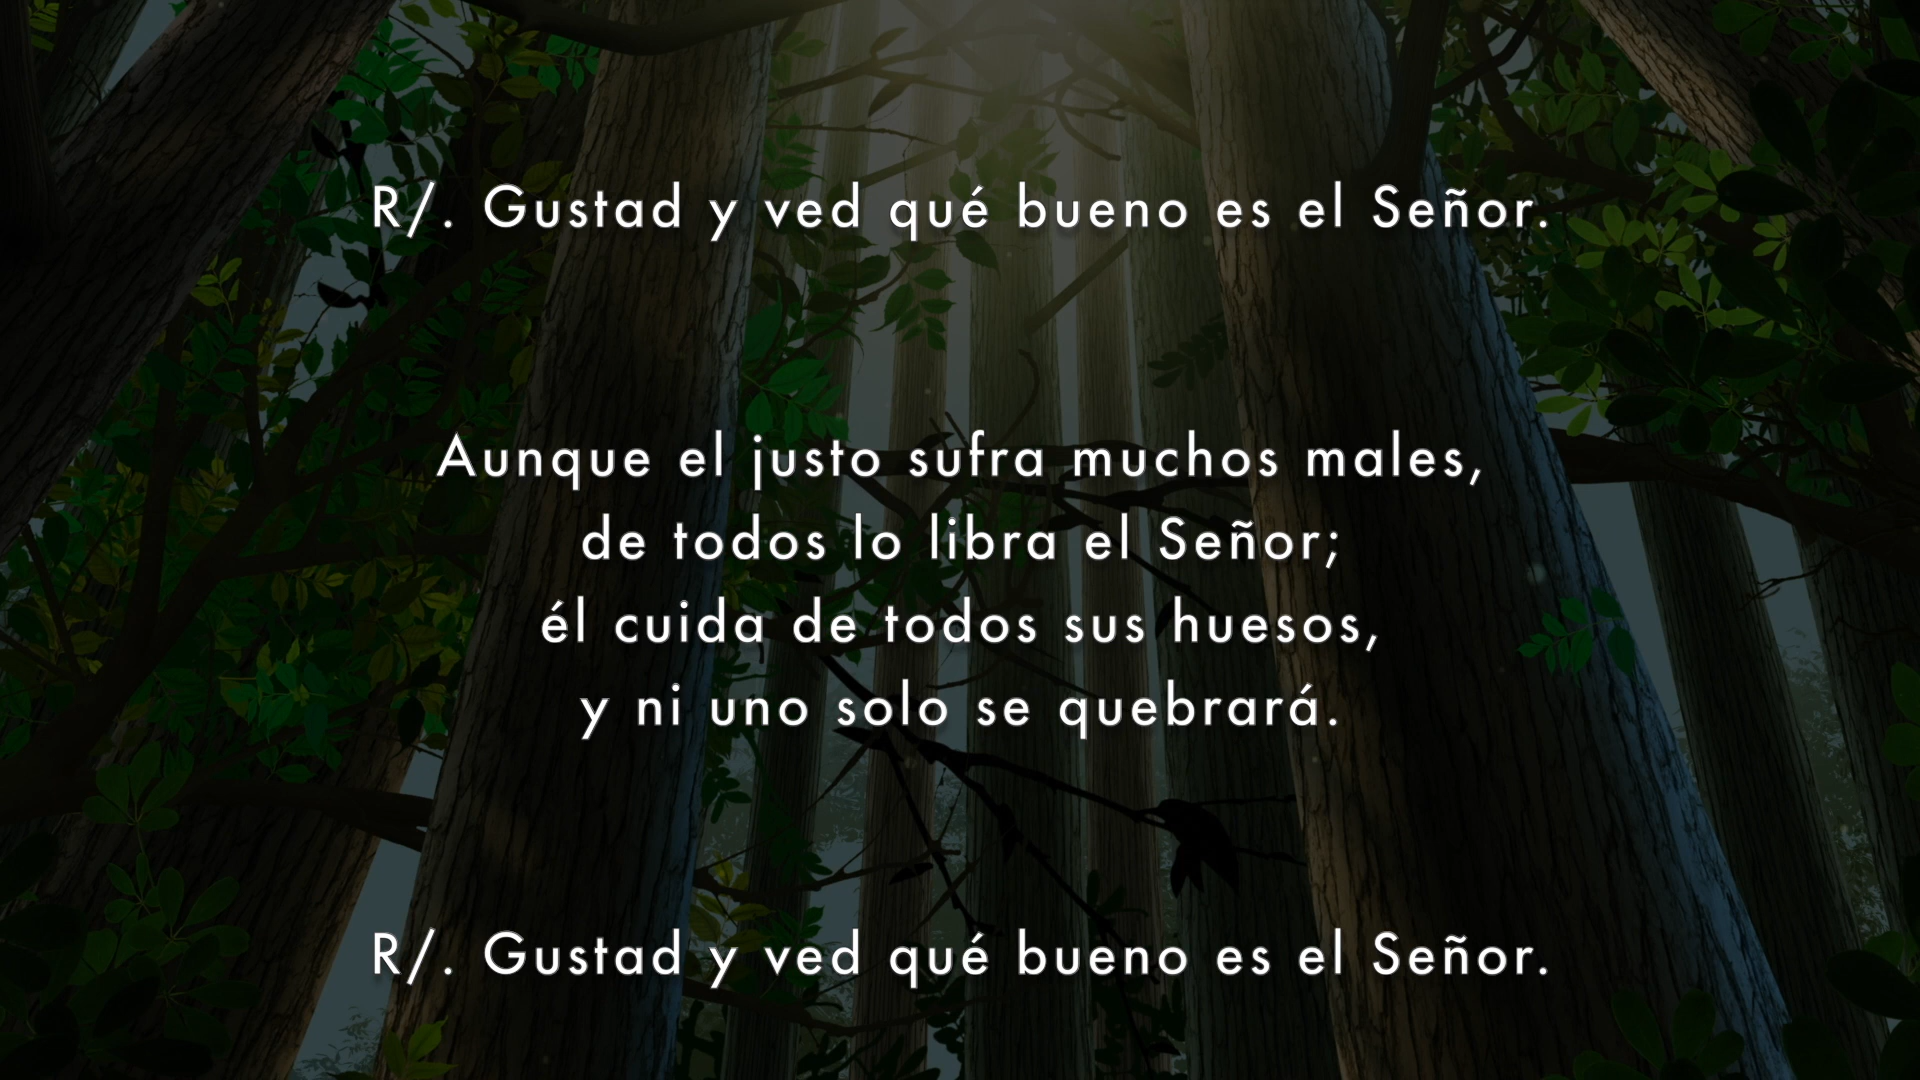 R/. Gustad y ved qué bueno es el Señor.
Aunque el justo sufra muchos males,
de todos lo libra el Señor;
él cuida de todos sus huesos,
y ni uno solo se quebrará.
R/. Gustad y ved qué bueno es el Señor.